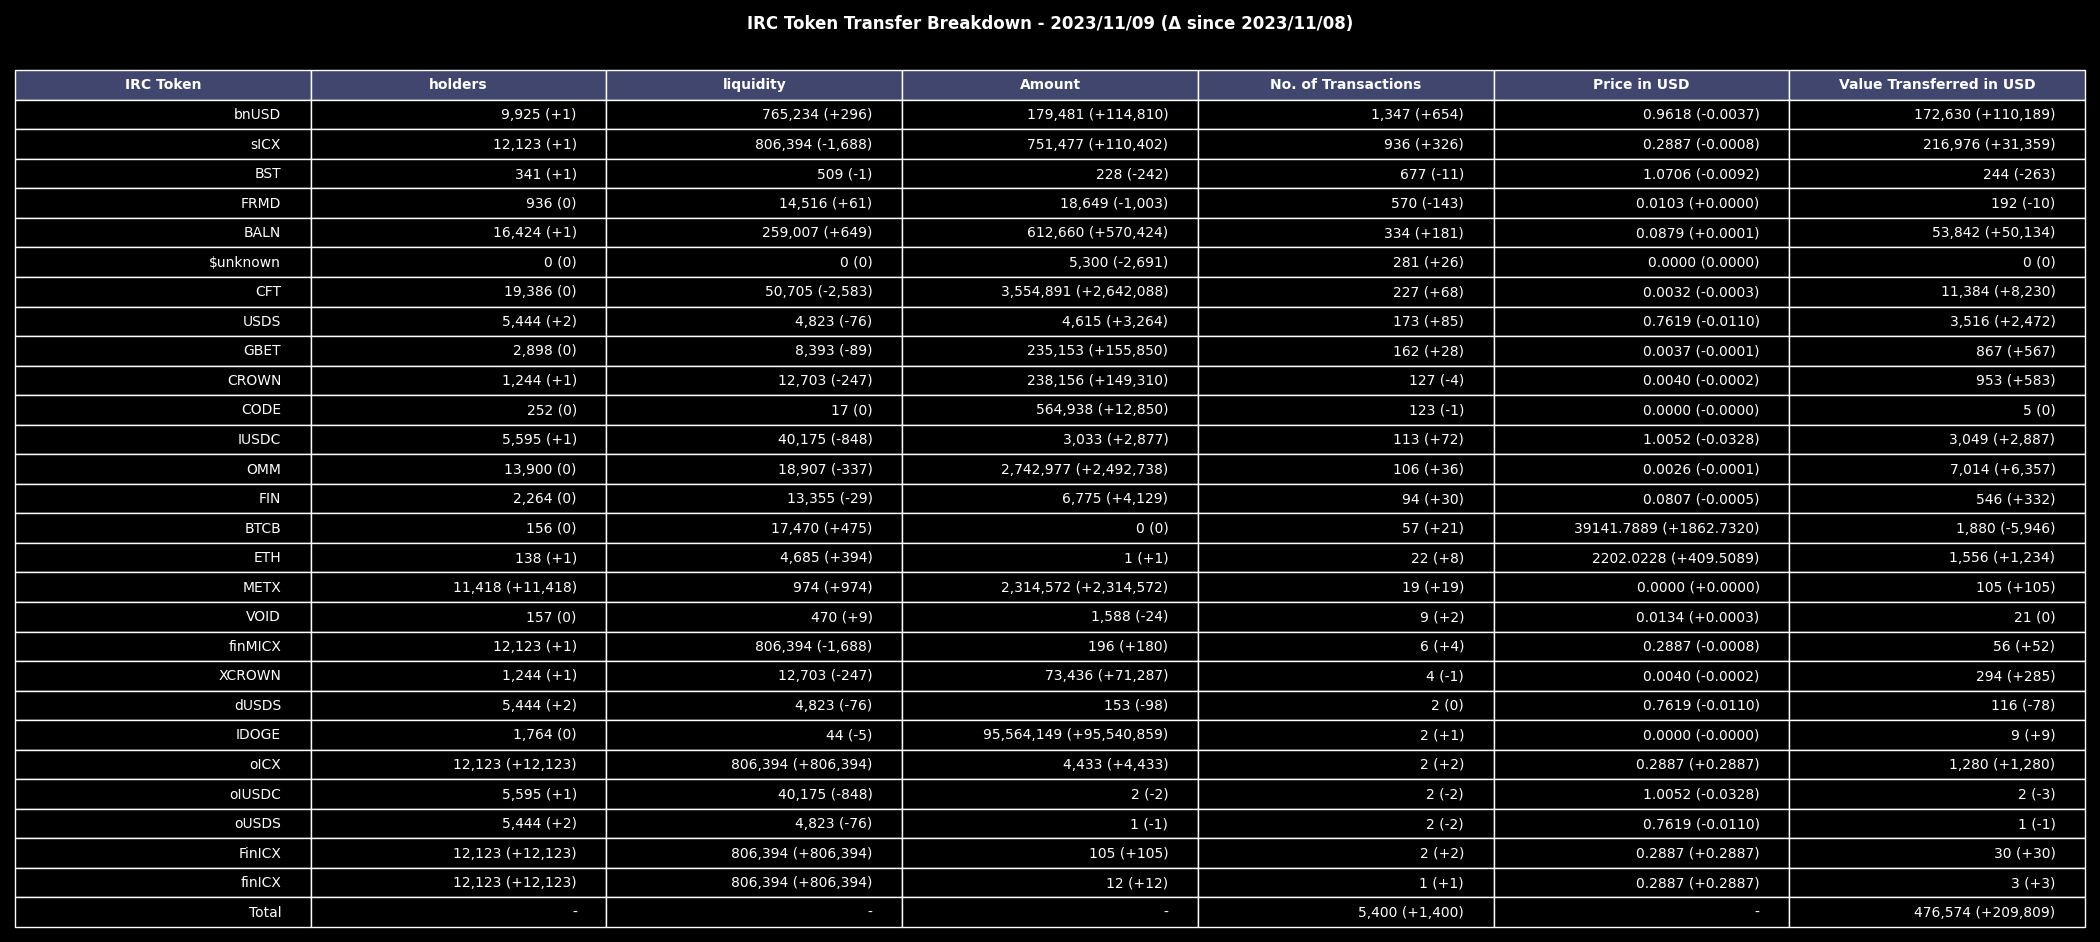 IRC Token Transfer Breakdown - 2023/11/09 (Δ since 2023/11/08)
IRC Token holders liquidity Amount No. of Transactions Price in USD Value Transferred in USD
bnUSD 9,925 (+1) 765,234 (+296) 179,481 (+114,810) 1,347 (+654) 0.9618 (-0.0037) 172,630 (+110,189)
sICX 12,123 (+1) 806,394 (-1,688) 751,477 (+110,402) 936 (+326) 0.2887 (-0.0008) 216,976 (+31,359)
BST 341 (+1) 509 (-1) 228 (-242) 677 (-11) 1.0706 (-0.0092) 244 (-263)
FRMD 936 (0) 14,516 (+61) 18,649 (-1,003) 570 (-143) 0.0103 (+0.0000) 192 (-10)
BALN 16,424 (+1) 259,007 (+649) 612,660 (+570,424) 334 (+181) 0.0879 (+0.0001) 53,842 (+50,134)
$unknown 0 (0) 0 (0) 5,300 (-2,691) 281 (+26) 0.0000 (0.0000) 0 (0)
CFT 19,386 (0) 50,705 (-2,583) 3,554,891 (+2,642,088) 227 (+68) 0.0032 (-0.0003) 11,384 (+8,230)
USDS 5,444 (+2) 4,823 (-76) 4,615 (+3,264) 173 (+85) 0.7619 (-0.0110) 3,516 (+2,472)
GBET 2,898 (0) 8,393 (-89) 235,153 (+155,850) 162 (+28) 0.0037 (-0.0001) 867 (+567)
CROWN 1,244 (+1) 12,703 (-247) 238,156 (+149,310) 127 (-4) 0.0040 (-0.0002) 953 (+583)
CODE 252 (0) 17 (0) 564,938 (+12,850) 123 (-1) 0.0000 (-0.0000) 5 (0)
IUSDC 5,595 (+1) 40,175 (-848) 3,033 (+2,877) 113 (+72) 1.0052 (-0.0328) 3,049 (+2,887)
OMM 13,900 (0) 18,907 (-337) 2,742,977 (+2,492,738) 106 (+36) 0.0026 (-0.0001) 7,014 (+6,357)
FIN 2,264 (0) 13,355 (-29) 6,775 (+4,129) 94 (+30) 0.0807 (-0.0005) 546 (+332)
BTCB 156 (0) 17,470 (+475) 0 (0) 57 (+21) 39141.7889 (+1862.7320) 1,880 (-5,946)
ETH 138 (+1) 4,685 (+394) 1 (+1) 22 (+8) 2202.0228 (+409.5089) 1,556 (+1,234)
METX 11,418 (+11,418) 974 (+974) 2,314,572 (+2,314,572) 19 (+19) 0.0000 (+0.0000) 105 (+105)
VOID 157 (0) 470 (+9) 1,588 (-24) 9 (+2) 0.0134 (+0.0003) 21 (0)
finMICX 12,123 (+1) 806,394 (-1,688) 196 (+180) 6 (+4) 0.2887 (-0.0008) 56 (+52)
XCROWN 1,244 (+1) 12,703 (-247) 73,436 (+71,287) 4 (-1) 0.0040 (-0.0002) 294 (+285)
dUSDS 5,444 (+2) 4,823 (-76) 153 (-98) 2 (0) 0.7619 (-0.0110) 116 (-78)
IDOGE 1,764 (0) 44 (-5) 95,564,149 (+95,540,859) 2 (+1) 0.0000 (-0.0000) 9 (+9)
oICX 12,123 (+12,123) 806,394 (+806,394) 4,433 (+4,433) 2 (+2) 0.2887 (+0.2887) 1,280 (+1,280)
oIUSDC 5,595 (+1) 40,175 (-848) 2 (-2) 2 (-2) 1.0052 (-0.0328) 2 (-3)
oUSDS 5,444 (+2) 4,823 (-76) 1 (-1) 2 (-2) 0.7619 (-0.0110) 1 (-1)
FinICX 12,123 (+12,123) 806,394 (+806,394) 105 (+105) 2 (+2) 0.2887 (+0.2887) 30 (+30)
finICX 12,123 (+12,123) 806,394 (+806,394) 12 (+12) 1 (+1) 0.2887 (+0.2887) 3 (+3)
Total - - - 5,400 (+1,400) - 476,574 (+209,809)